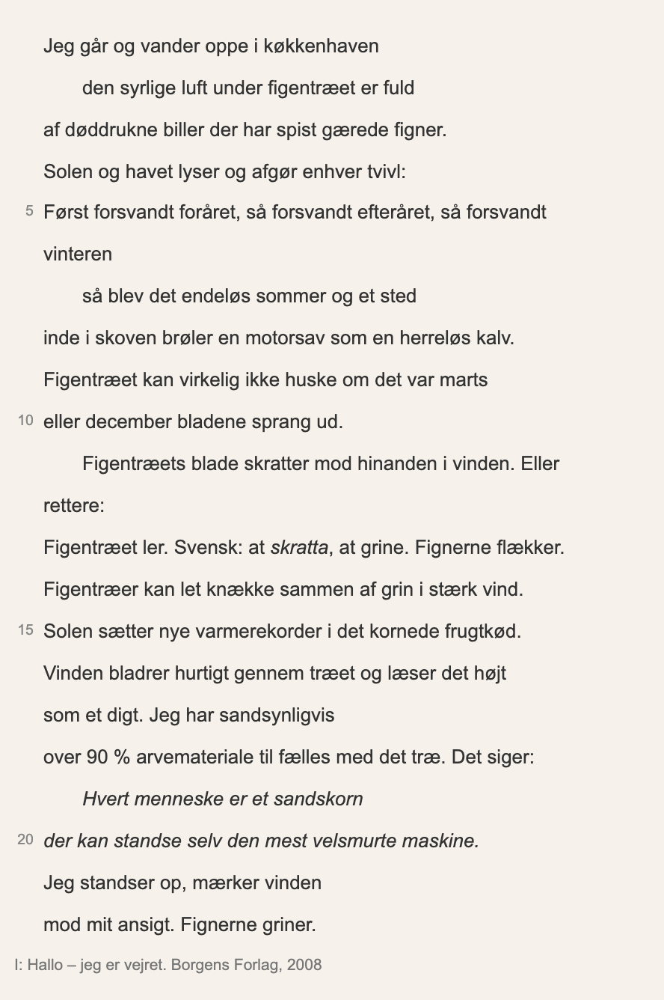 Jeg går og vander oppe i køkkenhaven
den syrlige luft under figentræet er fuld
af døddrukne biller der har spist gærede figner.
Solen og havet lyser og afgør enhver tvivl:
5 Først forsvandt foråret, så forsvandt efteråret, så forsvandt
vinteren
så blev det endeløs sommer og et sted
inde i skoven brøler en motorsav som en herreløs kalv.
Figentræet kan virkelig ikke huske om det var marts
10 eller december bladene sprang ud.
Figentræets blade skratter mod hinanden i vinden. Eller
rettere:
Figentræet ler. Svensk: at skratta, at grine. Fignerne flækker.
Figentræer kan let knække sammen af grin i stærk vind.
15 Solen sætter nye varmerekorder i det kornede frugtkød.
Vinden bladrer hurtigt gennem træet og læser det højt
som et digt. Jeg har sandsynligvis
over 90 % arvemateriale til fælles med det træ. Det siger:
Hvert menneske er et sandskorn
20 der kan standse selv den mest velsmurte maskine.
Jeg standser op, mærker vinden
mod mit ansigt. Fignerne griner.
I: Hallo – jeg er vejret. Borgens Forlag, 2008